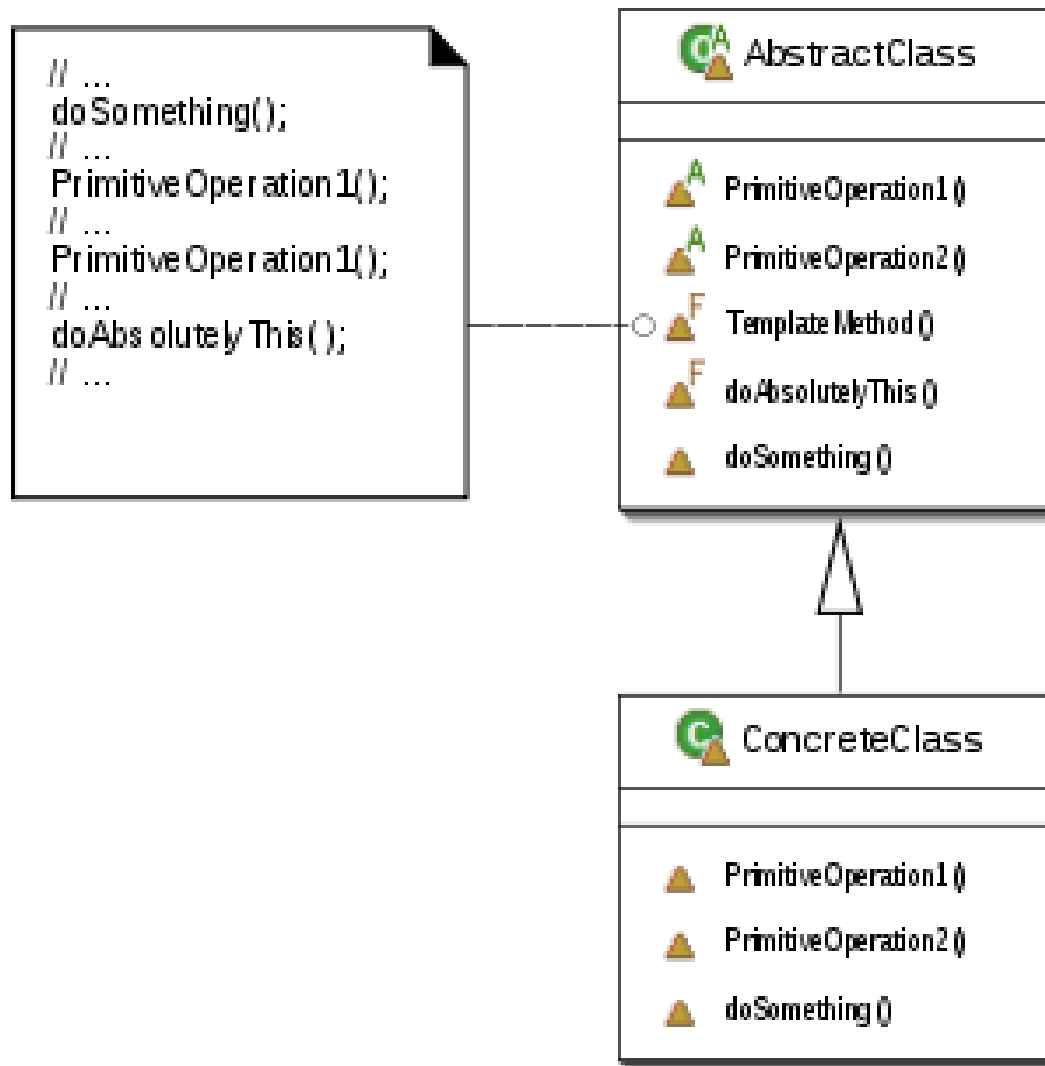 // ...
doSomething();
// ...
PrimitiveOperation1();
// ...
PrimitiveOperation1();
// ...
doAbsolutelyThis();
// ...
A
AbstractClass
A PrimitiveOperation1()
A PrimitiveOperation2()
F TemplateMethod()
F doAbsolutelyThis()
doSomething()
C ConcreteClass
PrimitiveOperation1()
PrimitiveOperation2()
doSomething()